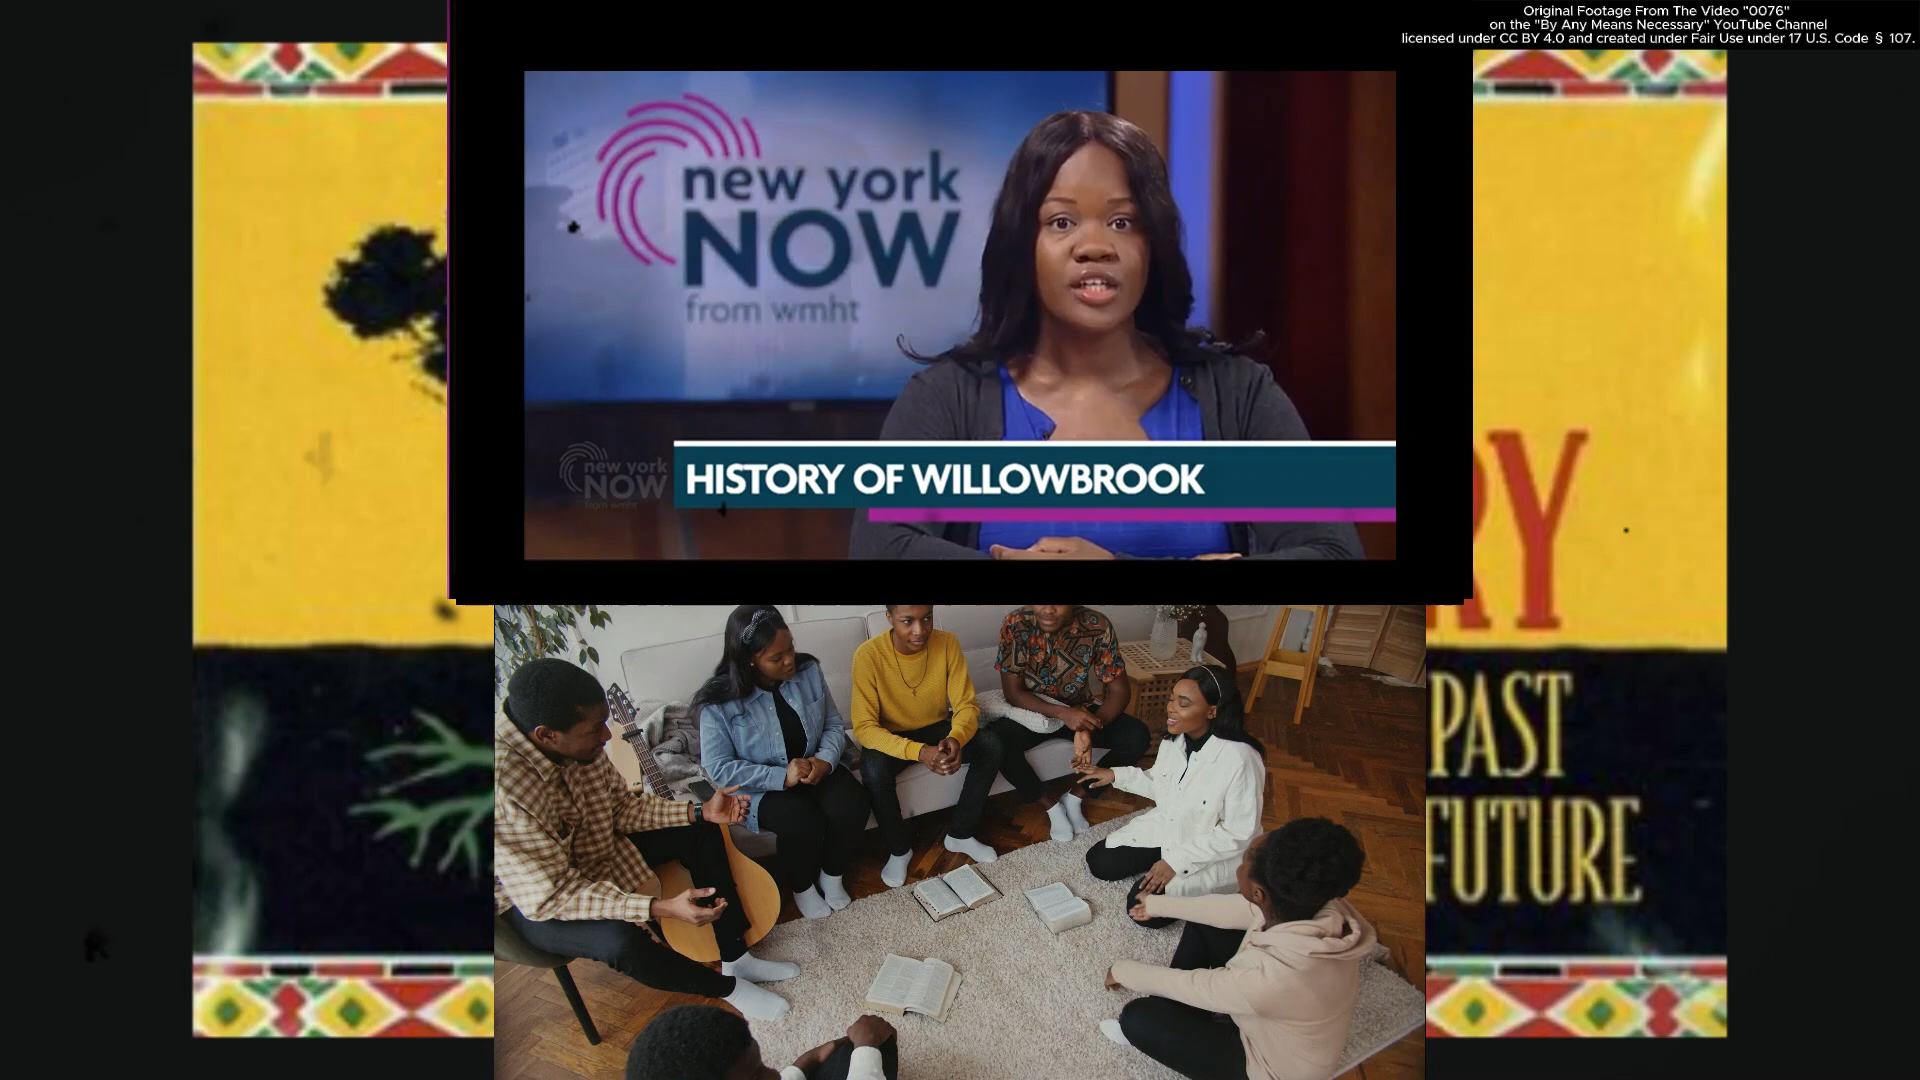 Original Footage From The Video "0076"
on the "By Any Means Necessary" YouTube Channel
licensed under CC BY 4.0 and created under Fair Use under 17 U.S. Code § 107.
new york
NOW
from wmht
new york
NOW
from wmht
HISTORY OF WILLOWBROOK
RY
PAST
FUTURE